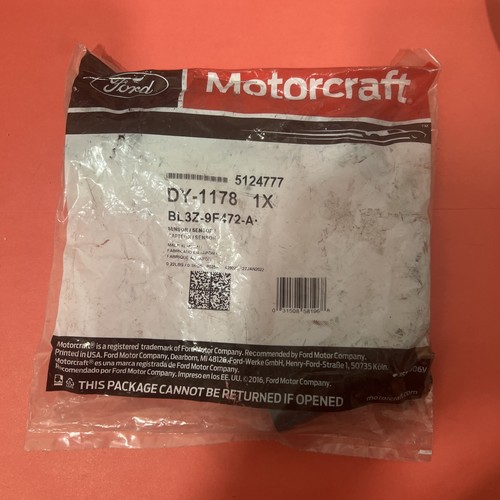 Ford
Motorcraft
5124777
DY-1178 1X
BL3Z-9F472-A
SENSOR / SENSOR /
Motorcraft® is a registered trademark of Ford Motor Company. Recommended by Ford Motor Company.
Printed in USA. Ford Motor Company, Dearborn, MI 48126. Ford-Werke GmbH, Henry-Ford-Straße 1, 50735 Köln.
Motorcraft® es una marca registrada de Ford Motor Company.
Recomendado por Ford Motor Company. Impreso en los EE. UU. ©2016, Ford Motor Company.
THIS PACKAGE CANNOT BE RETURNED IF OPENED
motorcraft.com